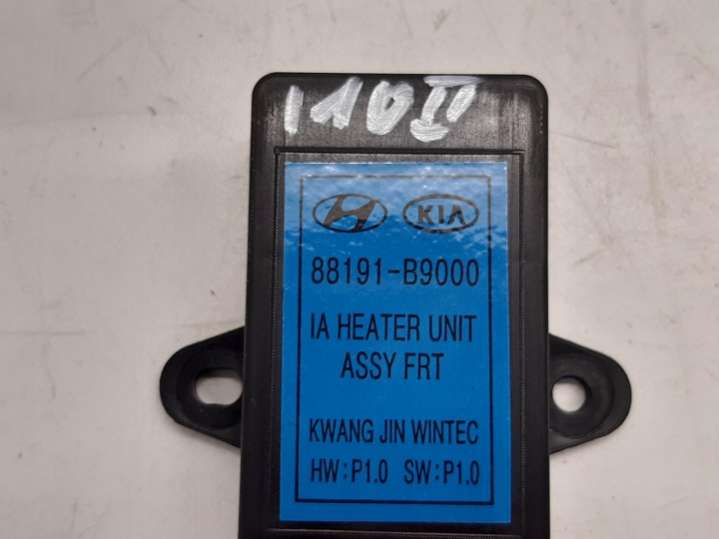 i10 II
KIA
88191-B9000
IA HEATER UNIT
ASSY FRT
KWANG JIN WINTEC
HW:P1.0 SW:P1.0